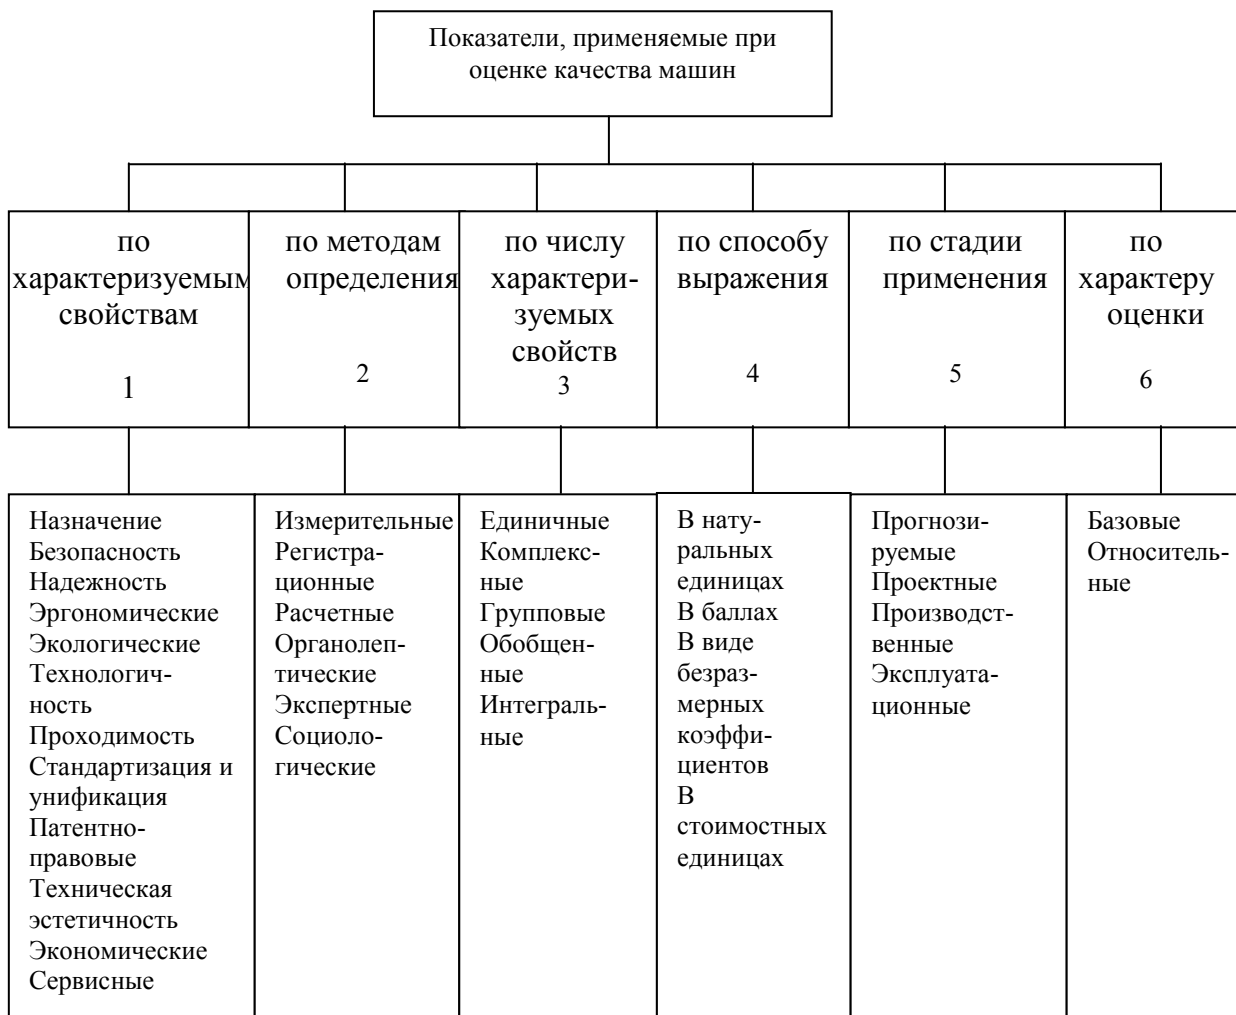 Показатели, применяемые при
оценке качества машин
по
характеризуемым
свойствам
1
по методам
определения
2
по числу
характери-
зуемых
свойств
3
по способу
выражения
4
по стадии
применения
5
по
характеру
оценки
6
Назначение
Безопасность
Надежность
Эргономические
Экологические
Технологич-
ность
Проходимость
Стандартизация и
унификация
Патентно-
правовые
Техническая
эстетичность
Экономические
Сервисные
Измерительные
Регистра-
ционные
Расчетные
Органолеп-
тические
Экспертные
Социоло-
гические
Единичные
Комплекс-
ные
Групповые
Обобщен-
ные
Интеграль-
ные
В нату-
ральных
единицах
В баллах
В виде
безраз-
мерных
коэффи-
циентов
В
стоимостных
единицах
Прогнози-
руемые
Проектные
Производст-
венные
Эксплуата-
ционные
Базовые
Относитель-
ные